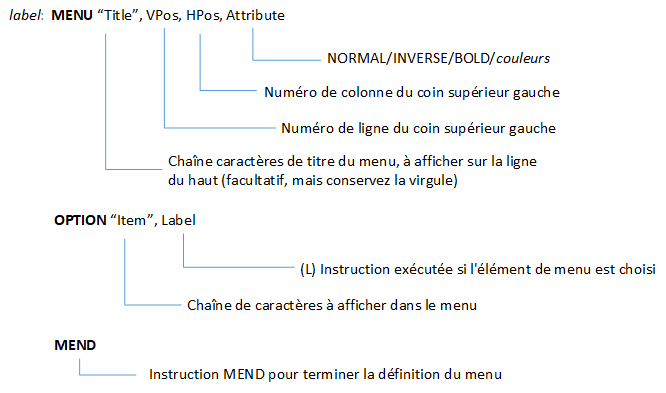 label: MENU “Title”, VPos, HPos, Attribute
NORMAL/INVERSE/BOLD/couleurs
Numéro de colonne du coin supérieur gauche
Numéro de ligne du coin supérieur gauche
Chaîne caractères de titre du menu, à afficher sur la ligne
du haut (facultatif, mais conservez la virgule)
OPTION “Item”, Label
(L) Instruction exécutée si l'élément de menu est choisi
Chaîne de caractères à afficher dans le menu
MEND
Instruction MEND pour terminer la définition du menu